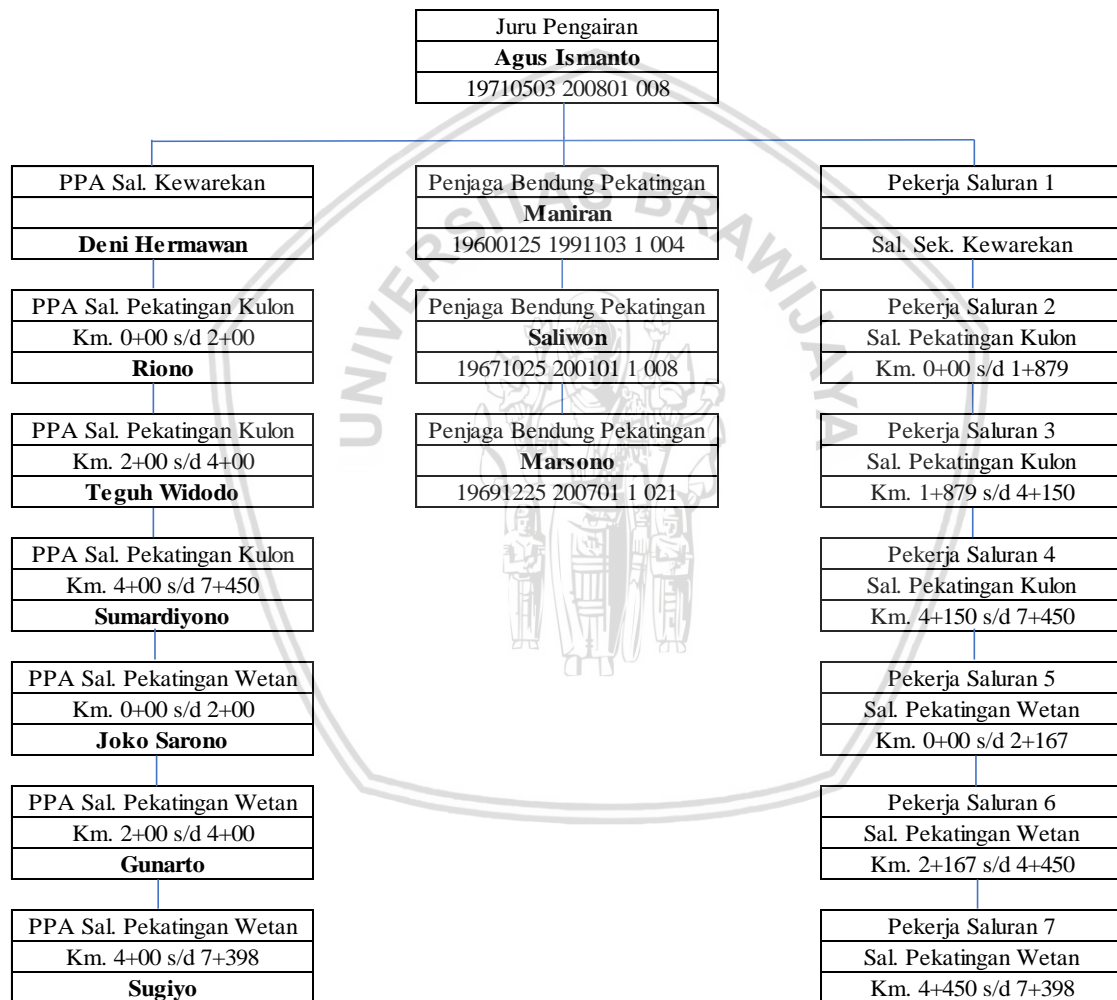 Juru Pengairan
Agus Ismanto
19710503 200801 008
PPA Sal. Kewarekan
Deni Hermawan
PPA Sal. Pekatingan Kulon
Km. 0+00 s/d 2+00
Riono
PPA Sal. Pekatingan Kulon
Km. 2+00 s/d 4+00
Teguh Widodo
PPA Sal. Pekatingan Kulon
Km. 4+00 s/d 7+450
Sumardiyono
PPA Sal. Pekatingan Wetan
Km. 0+00 s/d 2+00
Joko Sarono
PPA Sal. Pekatingan Wetan
Km. 2+00 s/d 4+00
Gunarto
PPA Sal. Pekatingan Wetan
Km. 4+00 s/d 7+398
Sugiyo
Penjaga Bendung Pekatingan
Maniran
19600125 1991103 1 004
Penjaga Bendung Pekatingan
Saliwon
19671025 200101 1 008
Penjaga Bendung Pekatingan
Marsono
19691225 200701 1 021
Pekerja Saluran 1
Sal. Sek. Kewarekan
Pekerja Saluran 2
Sal. Pekatingan Kulon
Km. 0+00 s/d 1+879
Pekerja Saluran 3
Sal. Pekatingan Kulon
Km. 1+879 s/d 4+150
Pekerja Saluran 4
Sal. Pekatingan Kulon
Km. 4+150 s/d 7+450
Pekerja Saluran 5
Sal. Pekatingan Wetan
Km. 0+00 s/d 2+167
Pekerja Saluran 6
Sal. Pekatingan Wetan
Km. 2+167 s/d 4+450
Pekerja Saluran 7
Sal. Pekatingan Wetan
Km. 4+450 s/d 7+398
UNIVERSITAS BRAWIJAYA